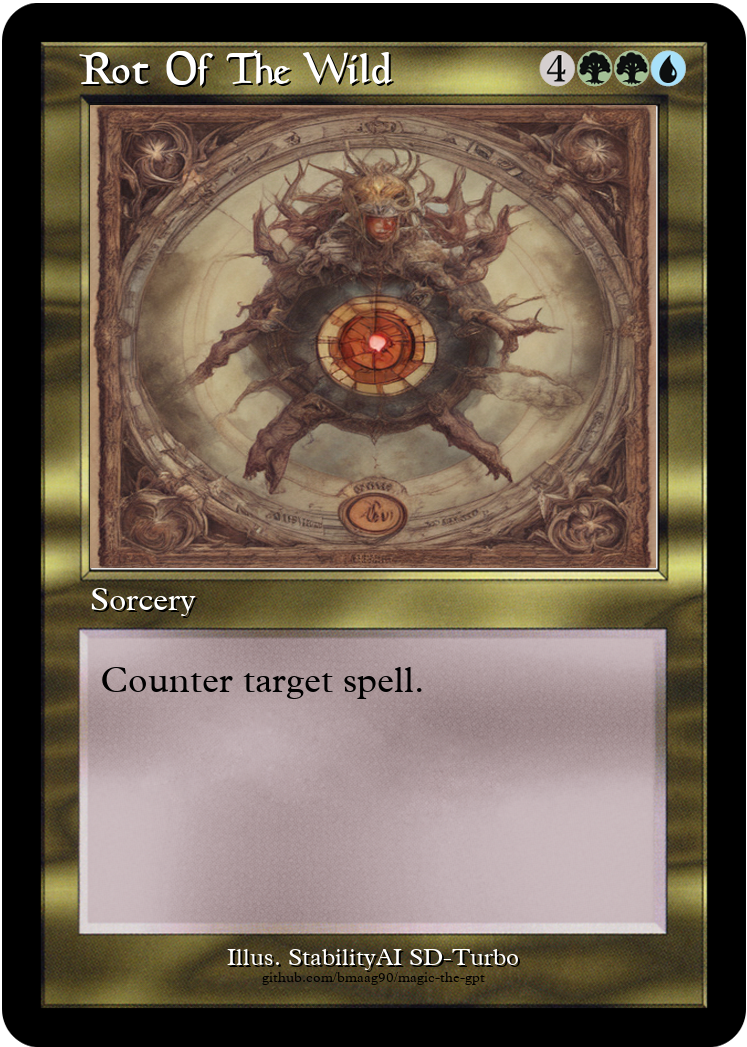 Rot Of The Wild 4
Sorcery
Counter target spell.
Illus. StabilityAI SD-Turbo
github.com/bmaag90/magic-the-gpt